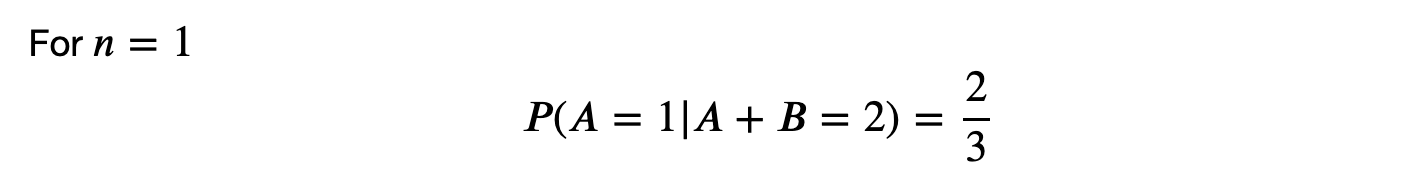 For n = 1
P(A = 1|A + B = 2) = 2/3